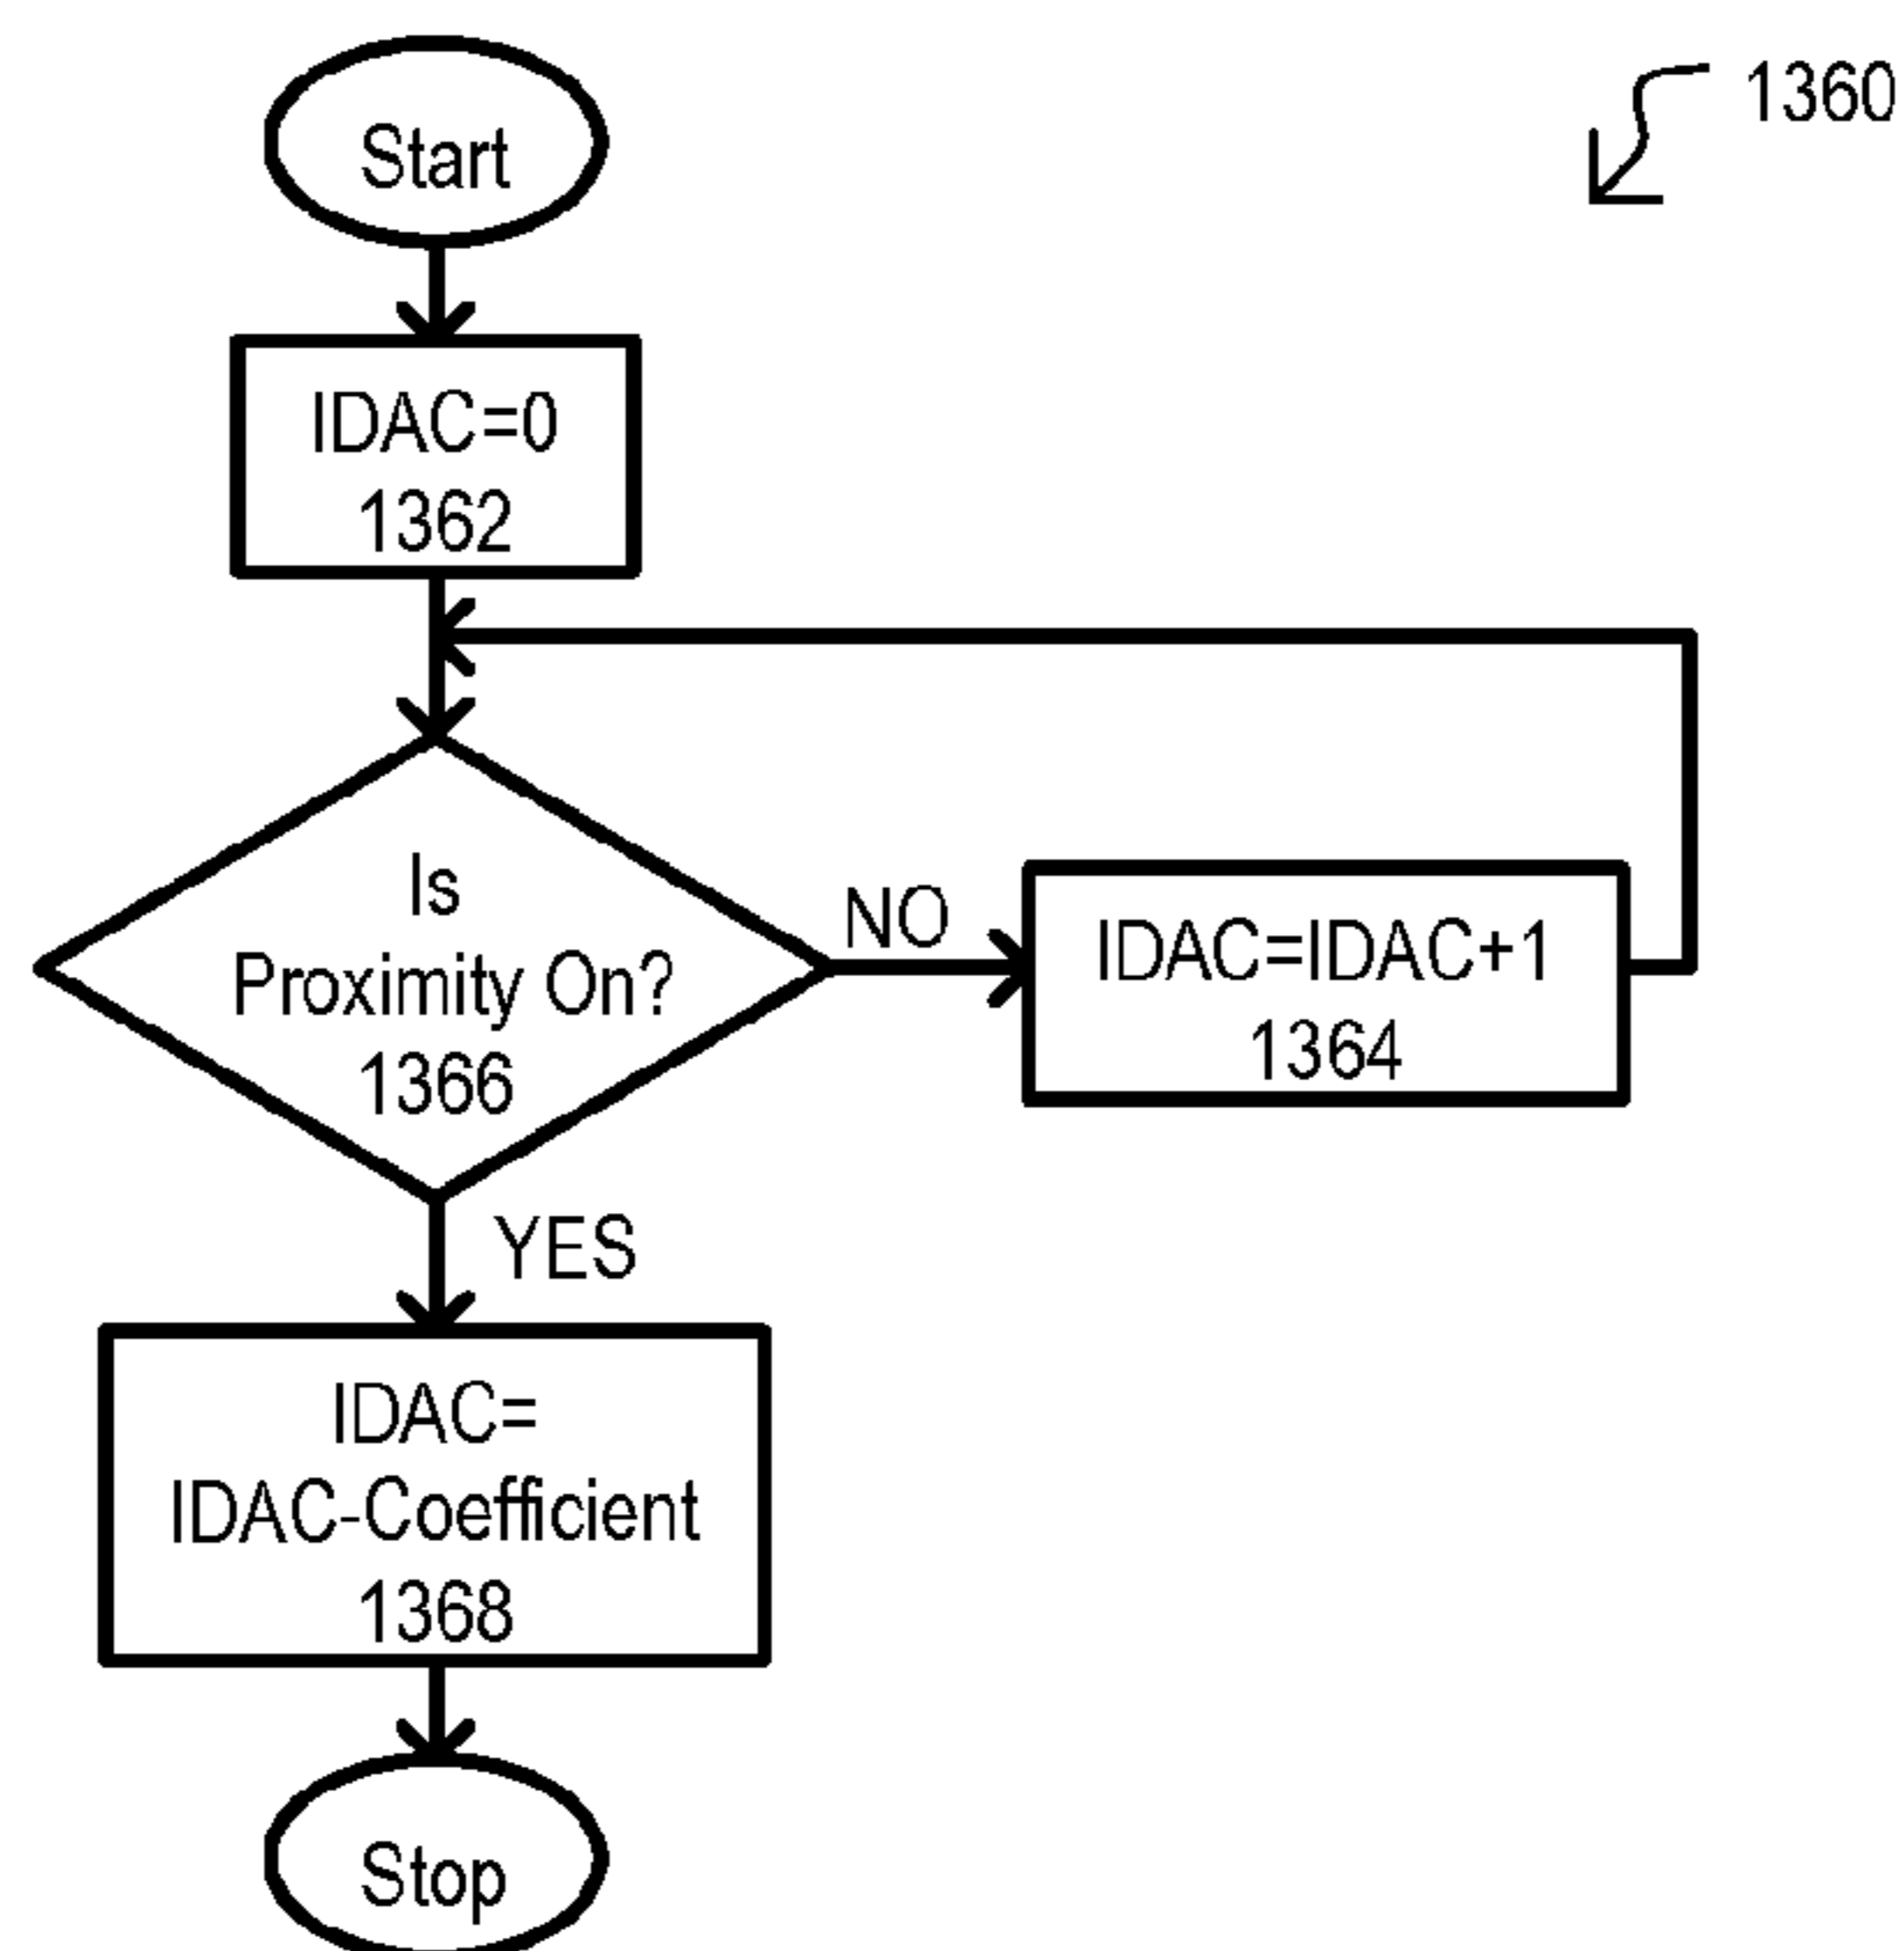 1360
Start
IDAC=0
1362
Is
Proximity On?
1366
NO
IDAC=IDAC+1
1364
YES
IDAC=
IDAC-Coefficient
1368
Stop